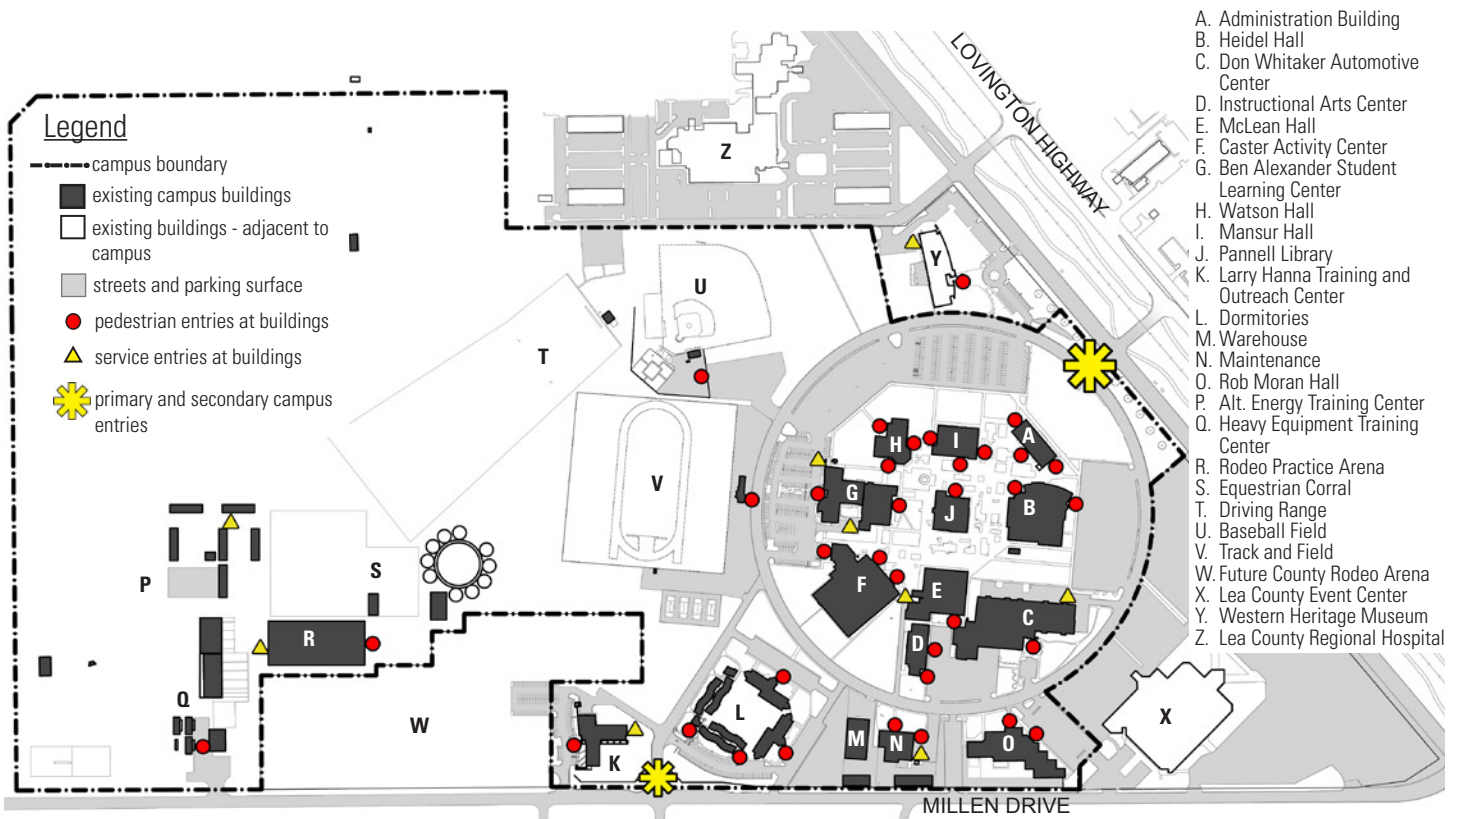 Legend
campus boundary
existing campus buildings
existing buildings - adjacent to
campus
streets and parking surface
pedestrian entries at buildings
service entries at buildings
primary and secondary campus
entries
LOVINGTON HIGHWAY
A. Administration Building
B. Heidel Hall
C. Don Whitaker Automotive
Center
D. Instructional Arts Center
E. McLean Hall
F. Caster Activity Center
G. Ben Alexander Student
Learning Center
H. Watson Hall
I. Mansur Hall
J. Pannell Library
K. Larry Hanna Training and
Outreach Center
L. Dormitories
M. Warehouse
N. Maintenance
O. Rob Moran Hall
P. Alt. Energy Training Center
Q. Heavy Equipment Training
Center
R. Rodeo Practice Arena
S. Equestrian Corral
T. Driving Range
U. Baseball Field
V. Track and Field
W. Future County Rodeo Arena
X. Lea County Event Center
Y. Western Heritage Museum
Z. Lea County Regional Hospital
Z
Y
U
T
A
H
I
V
G
J
B
S
P
F
E
C
R
D
Q
L
W
X
M
N
O
K
MILLEN DRIVE